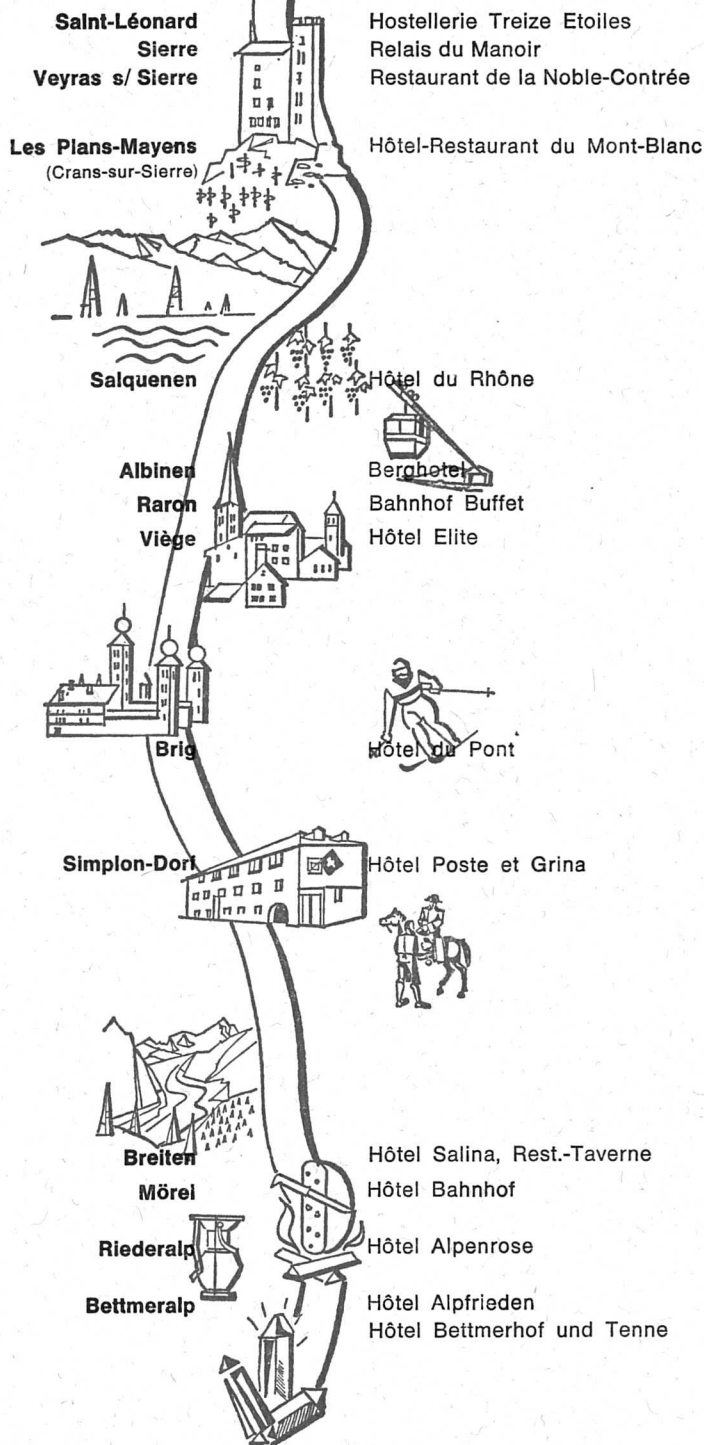 Saint-Léonard Hostellerie Treize Etoiles
Sierre Relais du Manoir
Veyras s/ Sierre Restaurant de la Noble-Contrée
Les Plans-Mayens Hôtel-Restaurant du Mont-Blanc
(Crans-sur-Sierre)
Salquenen Hôtel du Rhône
Albinen Berghotel
Raron Bahnhof Buffet
Viège Hôtel Elite
Brig Hôtel du Pont
Simplon-Dorf Hôtel Poste et Grina
Breiten Hôtel Salina, Rest.-Taverne
Mörel Hôtel Bahnhof
Riederalp Hôtel Alpenrose
Bettmeralp Hôtel Alpfrieden
Hôtel Bettmerhof und Tenne